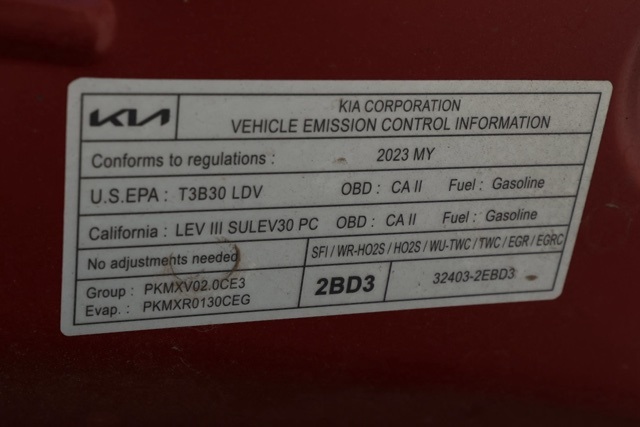 KIA
KIA CORPORATION
VEHICLE EMISSION CONTROL INFORMATION
Conforms to regulations : 2023 MY
U.S.EPA : T3B30 LDV OBD : CA II Fuel : Gasoline
California : LEV III SULEV30 PC OBD : CA II Fuel : Gasoline
No adjustments needed
SFI / WR-HO2S / HO2S / WU-TWC / TWC / EGR / EGRC
Group : PKMXV02.0CE3
Evap. : PKMXR0130CEG
2BD3
32403-2EBD3